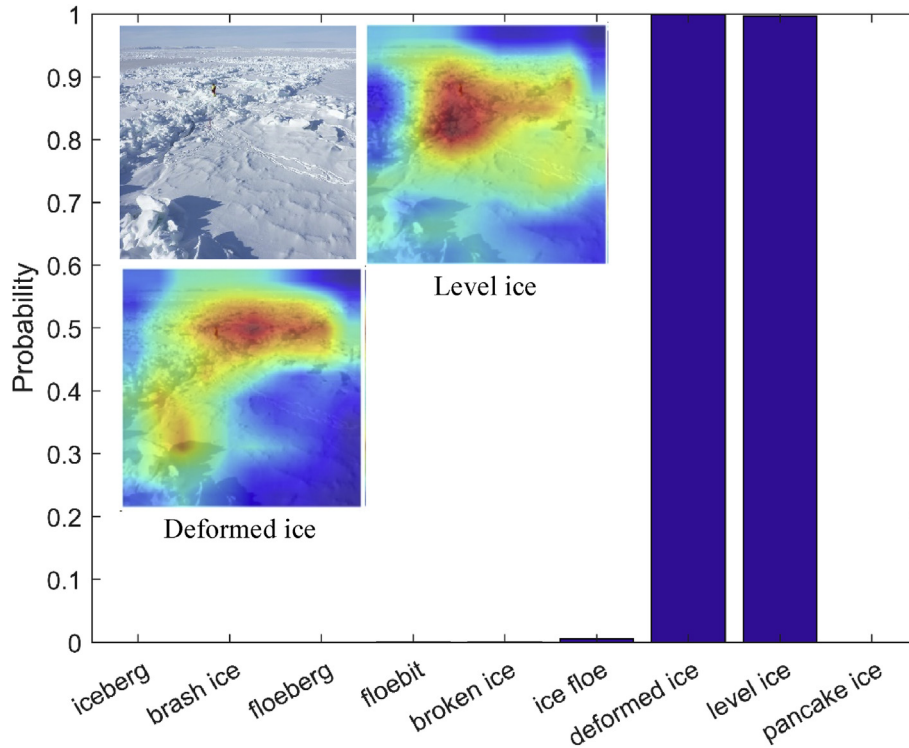 1
0.9
0.8
0.7
0.6
0.5
0.4
0.3
0.2
0.1
0
Probability
Level ice
Deformed ice
iceberg
brash ice
floeberg
floebit
broken ice
ice floe
deformed ice
level ice
pancake ice